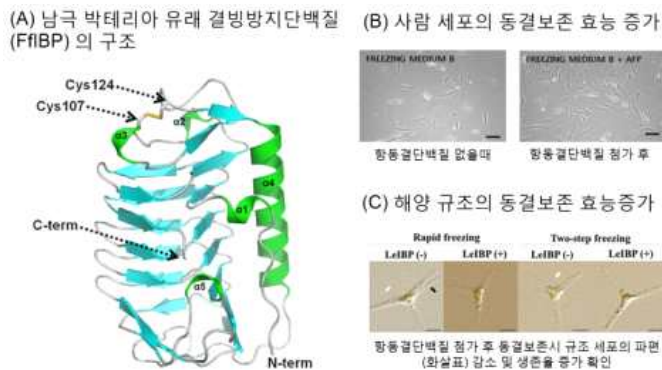 (A) 남극 박테리아 유래 결빙방지단백질
(FfIBP) 의 구조
Cys124
Cys107
α2
α3
α4
α1
C-term
α5
N-term
(B) 사람 세포의 동결보존 효능 증가
FREEZING MEDIUM B
FREEZING MEDIUM B + AFP
항동결단백질 없을때
항동결단백질 첨가 후
(C) 해양 규조의 동결보존 효능증가
Rapid freezing
Two-step freezing
LeIBP (-)
LeIBP (+)
LeIBP (-)
LeIBP (+)
항동결단백질 첨가 후 동결보존시 규조 세포의 파편
(화살표) 감소 및 생존율 증가 확인